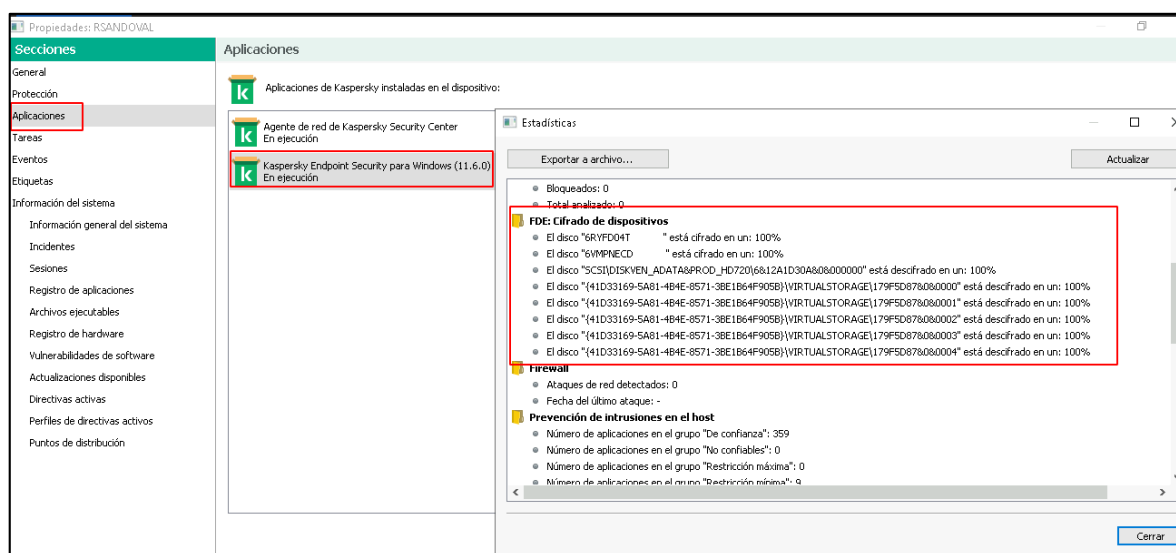 Propiedades: RSANDOVAL
Secciones
General
Protección
Aplicaciones
Tareas
Eventos
Etiquetas
Información del sistema
Información general del sistema
Incidentes
Sesiones
Registro de aplicaciones
Archivos ejecutables
Registro de hardware
Vulnerabilidades de software
Actualizaciones disponibles
Directivas activas
Perfiles de directivas activos
Puntos de distribución
Aplicaciones
Aplicaciones de Kaspersky instaladas en el dispositivo:
Agente de red de Kaspersky Security Center
En ejecución
Kaspersky Endpoint Security para Windows (11.6.0)
En ejecución
Estadísticas
Exportar a archivo...
Actualizar
Bloqueados: 0
Total analizado: 0
FDE: Cifrado de dispositivos
El disco "6RYFD04T " está cifrado en un: 100%
El disco "6VMPNECD " está cifrado en un: 100%
El disco "SCSI\DISKVEN_ADATA&PROD_HD720\6&12A1D30A&0&000000" está descifrado en un: 100%
El disco "{41D33169-5A81-4B4E-8571-3BE1B64F905B}\VIRTUALSTORAGE\179F5D87&0&0000" está descifrado en un: 100%
El disco "{41D33169-5A81-4B4E-8571-3BE1B64F905B}\VIRTUALSTORAGE\179F5D87&0&0001" está descifrado en un: 100%
El disco "{41D33169-5A81-4B4E-8571-3BE1B64F905B}\VIRTUALSTORAGE\179F5D87&0&0002" está descifrado en un: 100%
El disco "{41D33169-5A81-4B4E-8571-3BE1B64F905B}\VIRTUALSTORAGE\179F5D87&0&0003" está descifrado en un: 100%
El disco "{41D33169-5A81-4B4E-8571-3BE1B64F905B}\VIRTUALSTORAGE\179F5D87&0&0004" está descifrado en un: 100%
Firewall
Ataques de red detectados: 0
Fecha del último ataque: -
Prevención de intrusiones en el host
Número de aplicaciones en el grupo "De confianza": 359
Número de aplicaciones en el grupo "No confiables": 0
Número de aplicaciones en el grupo "Restricción máxima": 0
Número de aplicaciones en el grupo "Restricción mínima": 9
Cerrar